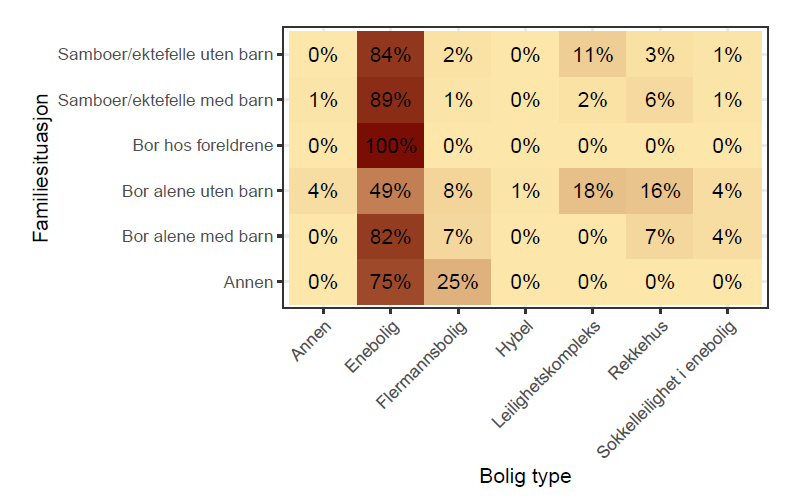 Familiesituasjon
Samboer/ektefelle uten barn 0% 84% 2% 0% 11% 3% 1%
Samboer/ektefelle med barn 1% 89% 1% 0% 2% 6% 1%
Bor hos foreldrene 0% 100% 0% 0% 0% 0% 0%
Bor alene uten barn 4% 49% 8% 1% 18% 16% 4%
Bor alene med barn 0% 82% 7% 0% 0% 7% 4%
Annen 0% 75% 25% 0% 0% 0% 0%
Annen
Enebolig
Flermannsbolig
Hybel
Leilighetskompleks
Rekkehus
Sokkelleilighet i enebolig
Bolig type